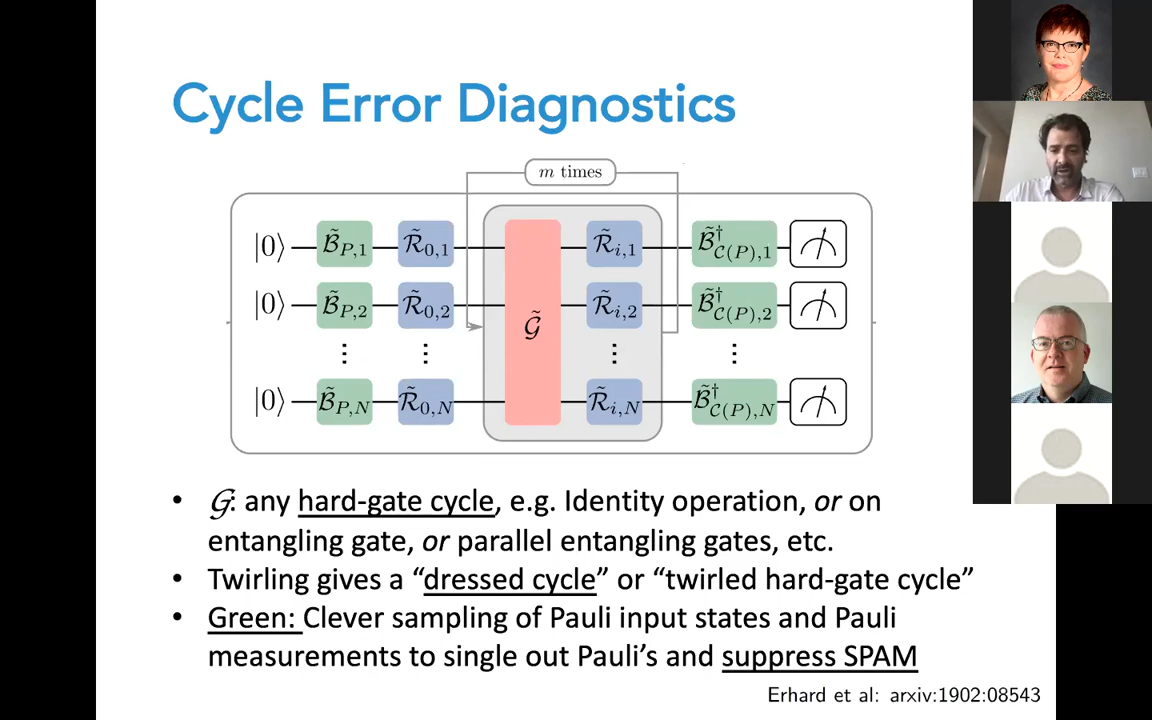 Cycle Error Diagnostics
m times
|0⟩ B̃_{P,1} R̃_{0,1} R̃_{i,1} B̃†_{C(P),1}
|0⟩ B̃_{P,2} R̃_{0,2} G̃ R̃_{i,2} B̃†_{C(P),2}
⋮ ⋮ ⋮ ⋮
|0⟩ B̃_{P,N} R̃_{0,N} R̃_{i,N} B̃†_{C(P),N}
• 𝒢: any hard-gate cycle, e.g. Identity operation, or on
entangling gate, or parallel entangling gates, etc.
• Twirling gives a “dressed cycle” or “twirled hard-gate cycle”
• Green: Clever sampling of Pauli input states and Pauli
measurements to single out Pauli’s and suppress SPAM
Erhard et al: arxiv:1902:08543